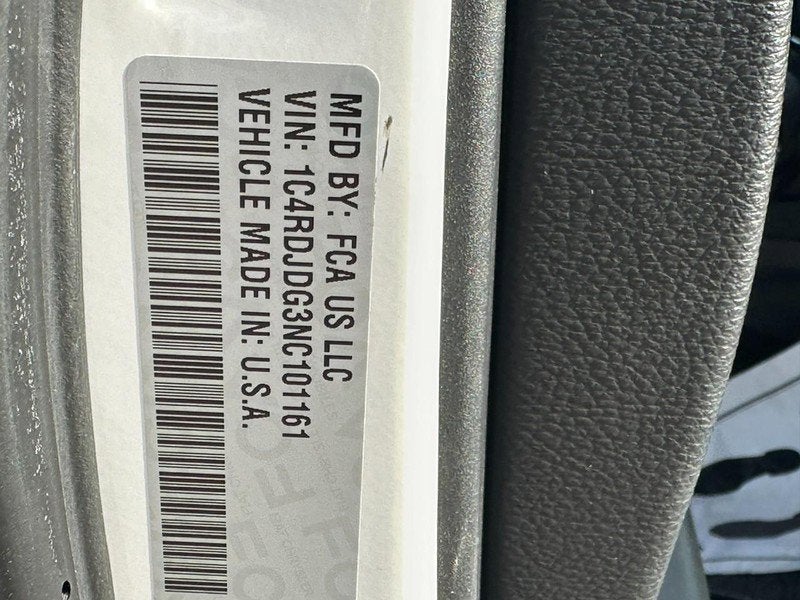 MFD BY: FCA US LLC
VIN: 1C4RDJDG3NC101161
VEHICLE MADE IN: U.S.A.